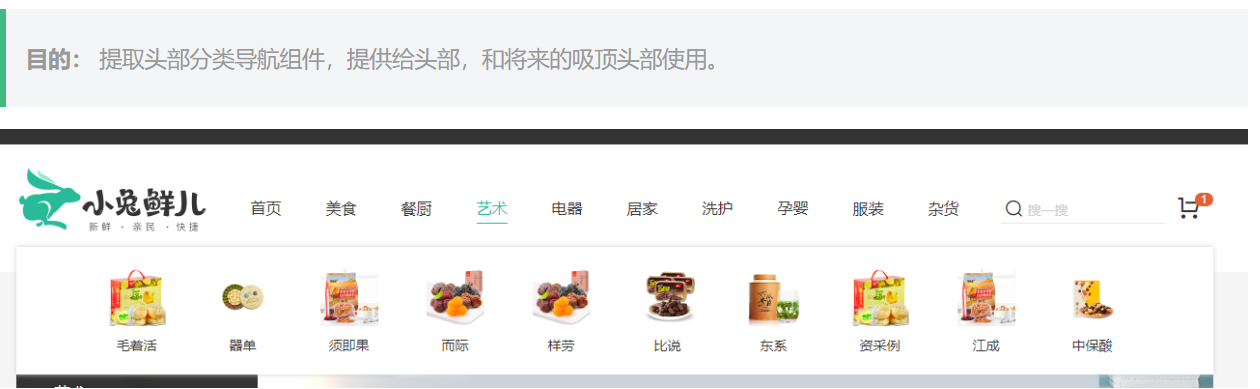 目的： 提取头部分类导航组件，提供给头部，和将来的吸顶头部使用。
小兔鲜儿
新鲜 · 亲民 · 快捷
首页 美食 餐厨 艺术 电器 居家 洗护 孕婴 服装 杂货 搜一搜 1
毛着活 器单 须即果 而际 样劳 比说 东系 资采例 江成 中保酸